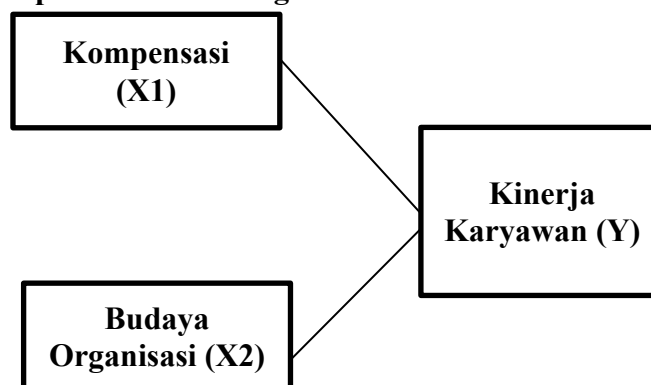 Kompensasi
(X1)
Kinerja
Karyawan (Y)
Budaya
Organisasi (X2)